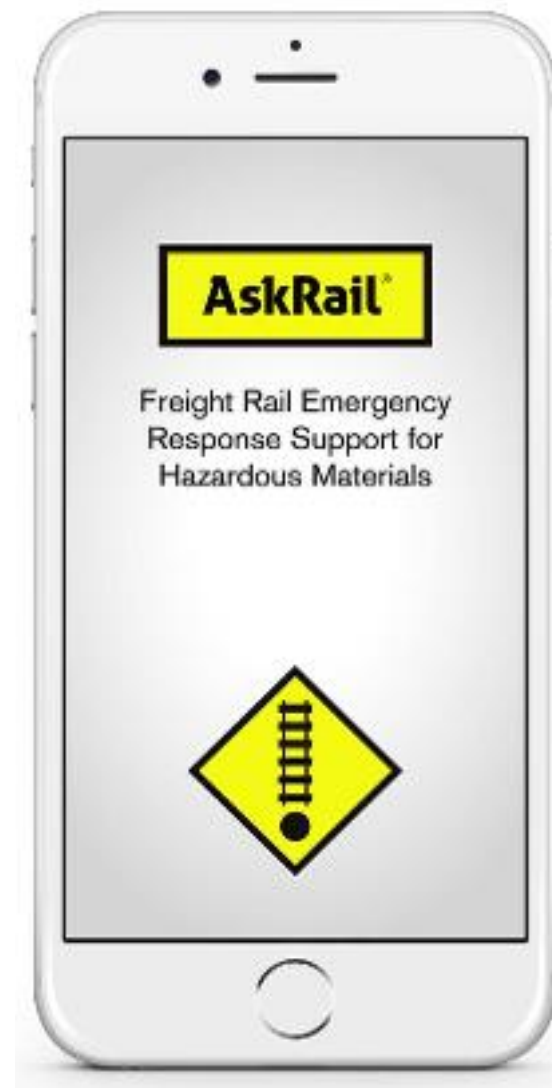 AskRail®
Freight Rail Emergency
Response Support for
Hazardous Materials